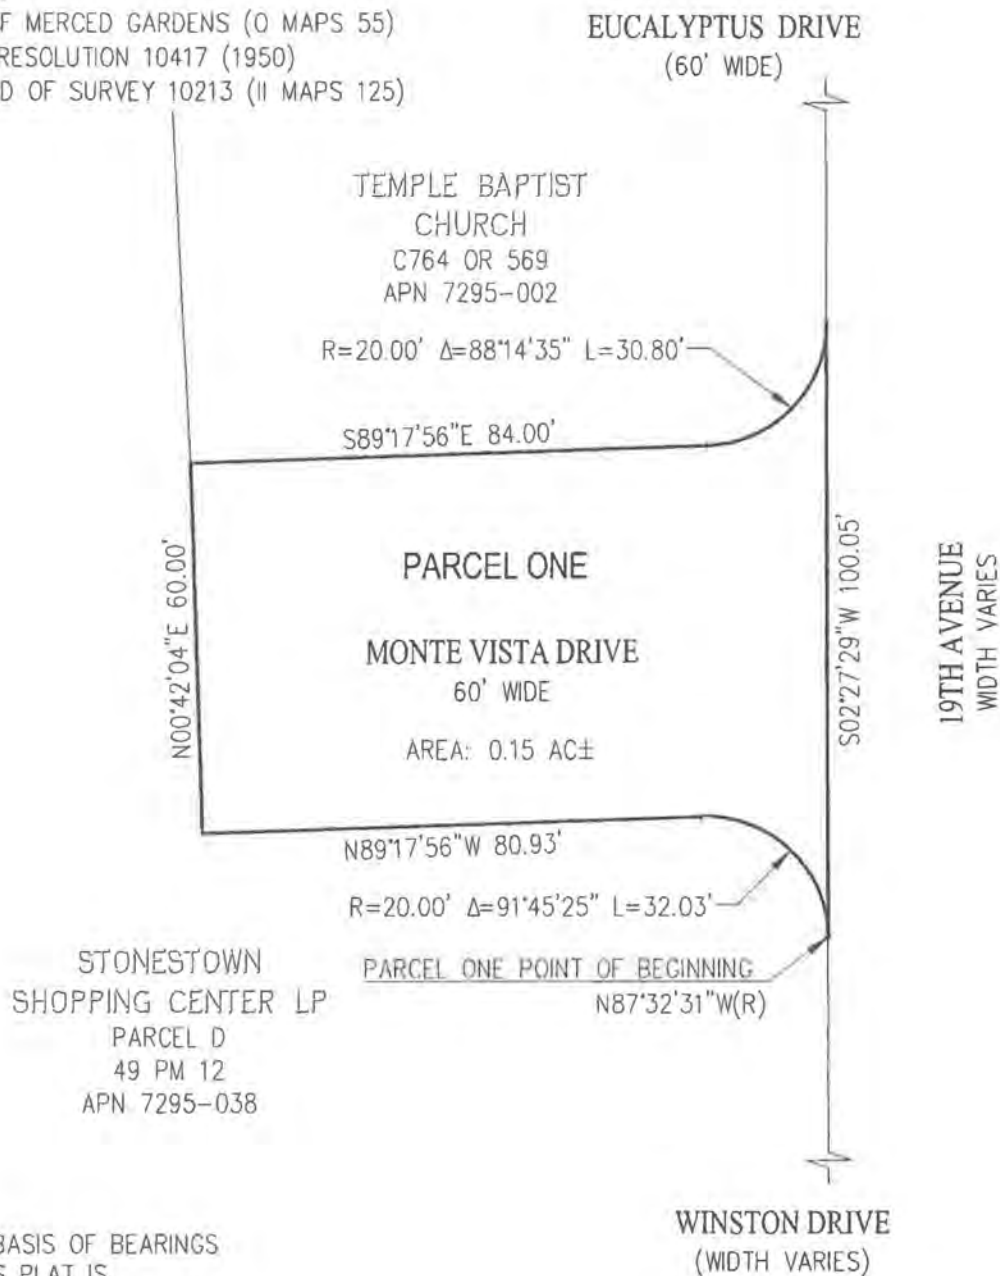 F MERCED GARDENS (O MAPS 55)
RESOLUTION 10417 (1950)
D OF SURVEY 10213 (II MAPS 125)
EUCALYPTUS DRIVE
(60' WIDE)
TEMPLE BAPTIST
CHURCH
C764 OR 569
APN 7295-002
R=20.00' Δ=88°14'35" L=30.80'
S89°17'56"E 84.00'
N00°42'04"E 60.00'
PARCEL ONE
MONTE VISTA DRIVE
60' WIDE
AREA: 0.15 AC±
S02°27'29"W 100.05'
19TH AVENUE
WIDTH VARIES
N89°17'56"W 80.93'
R=20.00' Δ=91°45'25" L=32.03'
PARCEL ONE POINT OF BEGINNING
N87°32'31"W(R)
STONESTOWN
SHOPPING CENTER LP
PARCEL D
49 PM 12
APN 7295-038
WINSTON DRIVE
(WIDTH VARIES)
BASIS OF BEARINGS
S PLAT IS